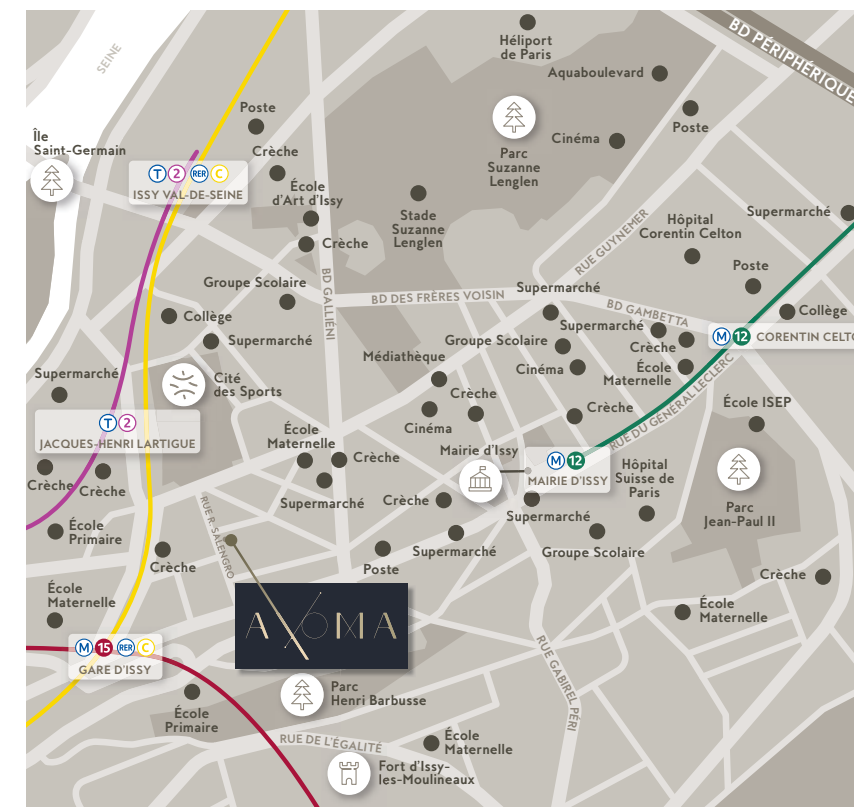 BD PÉRIPHÉRIQUE
SEINE
Héliport
de Paris
Aquaboulevard
Poste
Poste
Cinéma
Île
Saint-Germain
Crèche
Parc
Suzanne
Lenglen
T 2 RER C
ISSY VAL-DE-SEINE
École
d'Art d'Issy
Stade
Suzanne
Lenglen
Supermarché
Hôpital
Corentin Celton
RUE GUYNEMER
Crèche
Poste
Groupe Scolaire
BD GALLIÉNI
BD DES FRÈRES VOISIN
Supermarché
BD GAMBETTA
Collège
Collège
Supermarché
M 12 CORENTIN CELTO
Supermarché
Groupe Scolaire
Crèche
Médiathèque
Cinéma
École
Maternelle
RUE DU GÉNÉRAL LECLERC
Supermarché
Cité
des Sports
Crèche
Crèche
École ISEP
T 2
JACQUES-HENRI LARTIGUE
Cinéma
École
Maternelle
Crèche
Mairie d'Issy
M 12
MAIRIE D'ISSY
Hôpital
Suisse de
Paris
Crèche
Crèche
Supermarché
Crèche
Supermarché
Parc
Jean-Paul II
RUE R. SALENGRO
École
Primaire
Supermarché
Groupe Scolaire
Crèche
Poste
Crèche
École
Maternelle
AXOMA
École
Maternelle
M 15 RER C
GARE D'ISSY
RUE GABIREL PÉRI
Parc
Henri Barbusse
École
Primaire
RUE DE L'ÉGALITÉ
École
Maternelle
Fort d'Issy-
les-Moulineaux